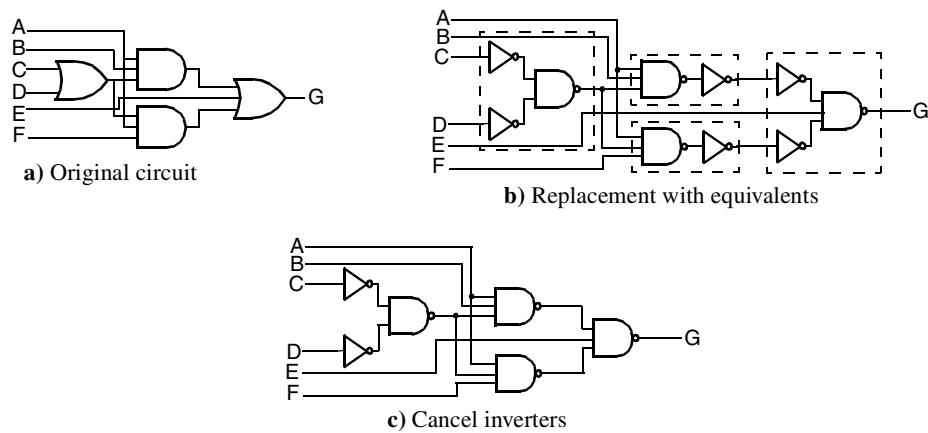 A
B
C
D
E
F
G
a) Original circuit
A
B
C
D
E
F
G
b) Replacement with equivalents
A
B
C
D
E
F
G
c) Cancel inverters